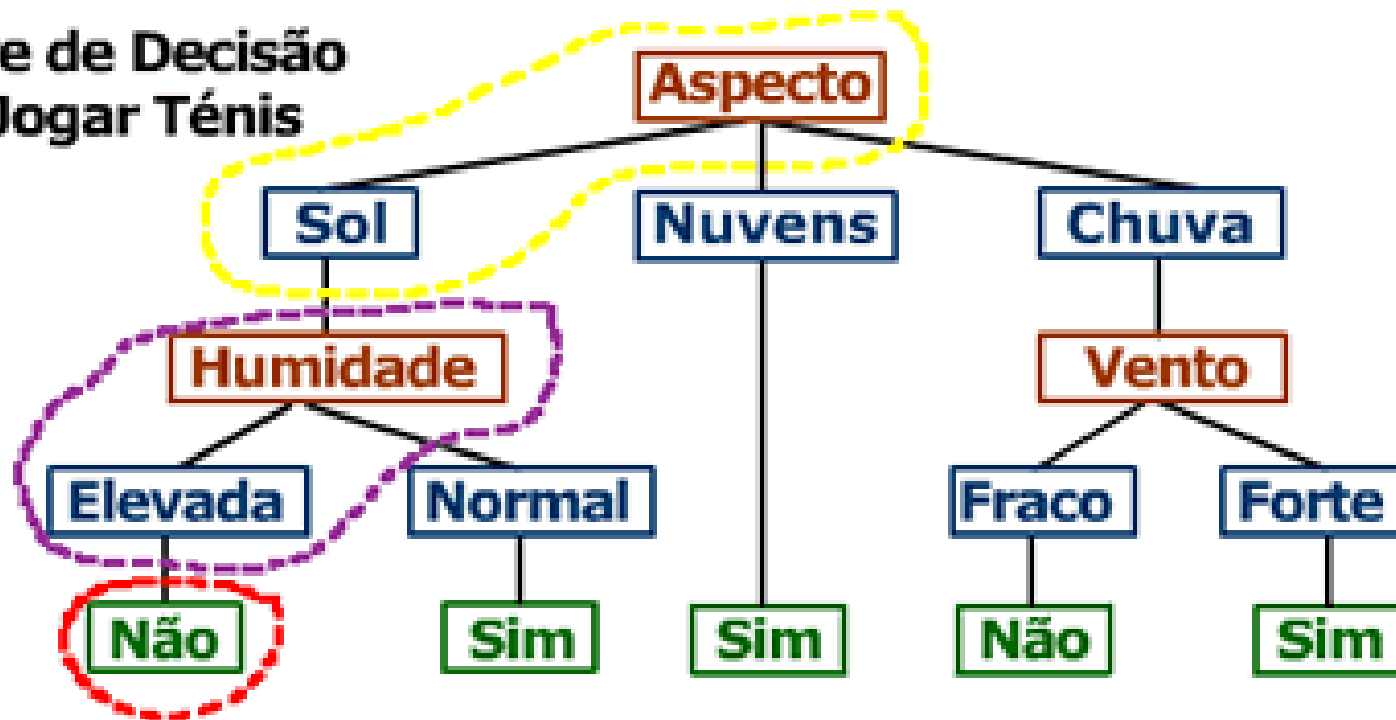 e de Decisão
Jogar Ténis
Aspecto
Sol Nuvens Chuva
Humidade Vento
Elevada Normal Fraco Forte
Não Sim Sim Não Sim